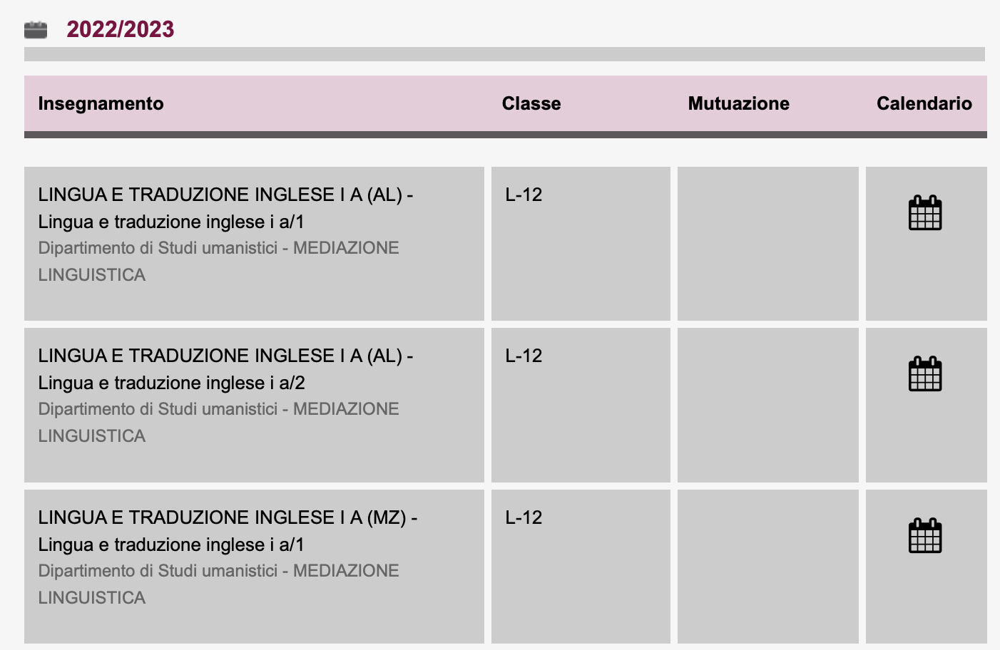 2022/2023
Insegnamento Classe Mutuazione Calendario
LINGUA E TRADUZIONE INGLESE I A (AL) - L-12
Lingua e traduzione inglese i a/1
Dipartimento di Studi umanistici - MEDIAZIONE
LINGUISTICA
LINGUA E TRADUZIONE INGLESE I A (AL) - L-12
Lingua e traduzione inglese i a/2
Dipartimento di Studi umanistici - MEDIAZIONE
LINGUISTICA
LINGUA E TRADUZIONE INGLESE I A (MZ) - L-12
Lingua e traduzione inglese i a/1
Dipartimento di Studi umanistici - MEDIAZIONE
LINGUISTICA